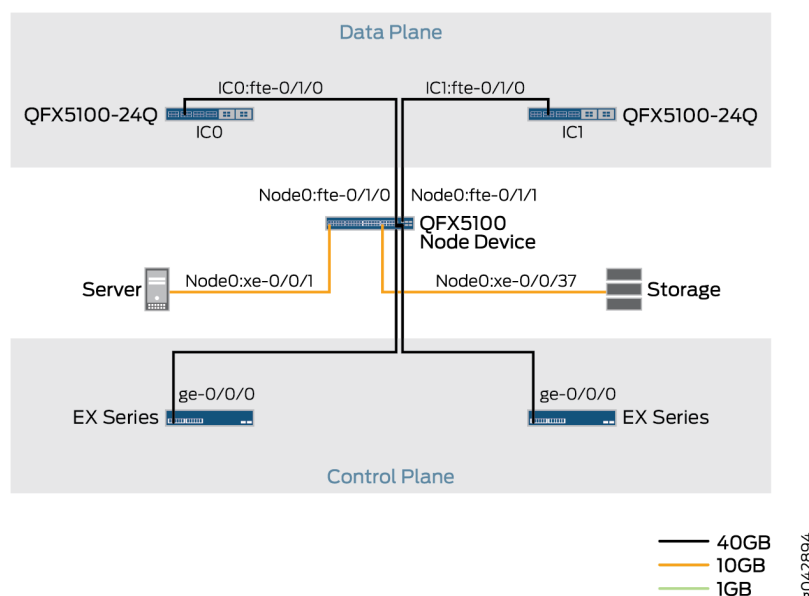 Data Plane
IC0:fte-0/1/0
IC1:fte-0/1/0
QFX5100-24Q
IC0
IC1
QFX5100-24Q
Node0:fte-0/1/0
Node0:fte-0/1/1
QFX5100
Node Device
Server
Node0:xe-0/0/1
Node0:xe-0/0/37
Storage
ge-0/0/0
ge-0/0/0
EX Series
EX Series
Control Plane
40GB
10GB
1GB